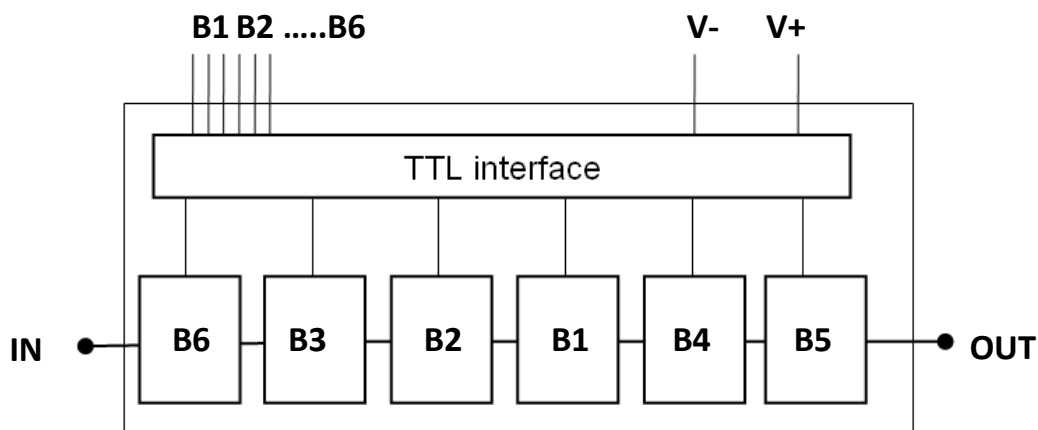 B1 B2 .....B6 V- V+
TTL interface
IN B6 B3 B2 B1 B4 B5 OUT